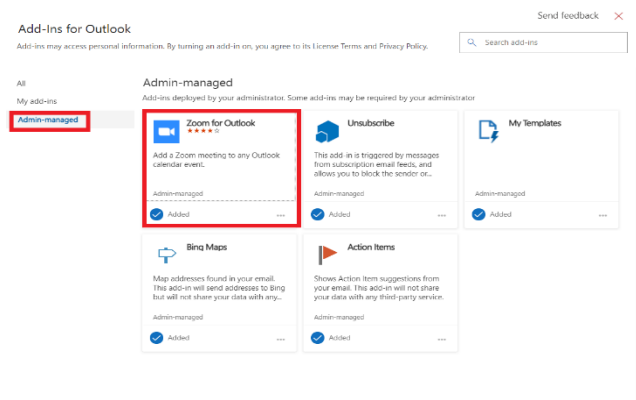 Send feedback
Add-Ins for Outlook
Add-ins may access personal information. By turning an add-in on, you agree to its License Terms and Privacy Policy.
Search add-ins
All
My add-ins
Admin-managed
Admin-managed
Add-ins deployed by your administrator. Some add-ins may be required by your administrator
Zoom for Outlook
Add a Zoom meeting to any Outlook
calendar event.
Admin-managed
Added
...
Unsubscribe
This add-in is triggered by messages
from subscription email feeds, and
allows you to block the sender or...
Admin-managed
Added
...
My Templates
Admin-managed
Added
...
Bing Maps
Map addresses found in your email.
This add-in will send addresses to Bing
but will not share your data with any...
Admin-managed
Added
...
Action Items
Shows Action Item suggestions from
your email. This add-in will not share
your data with any third-party service.
Admin-managed
Added
...